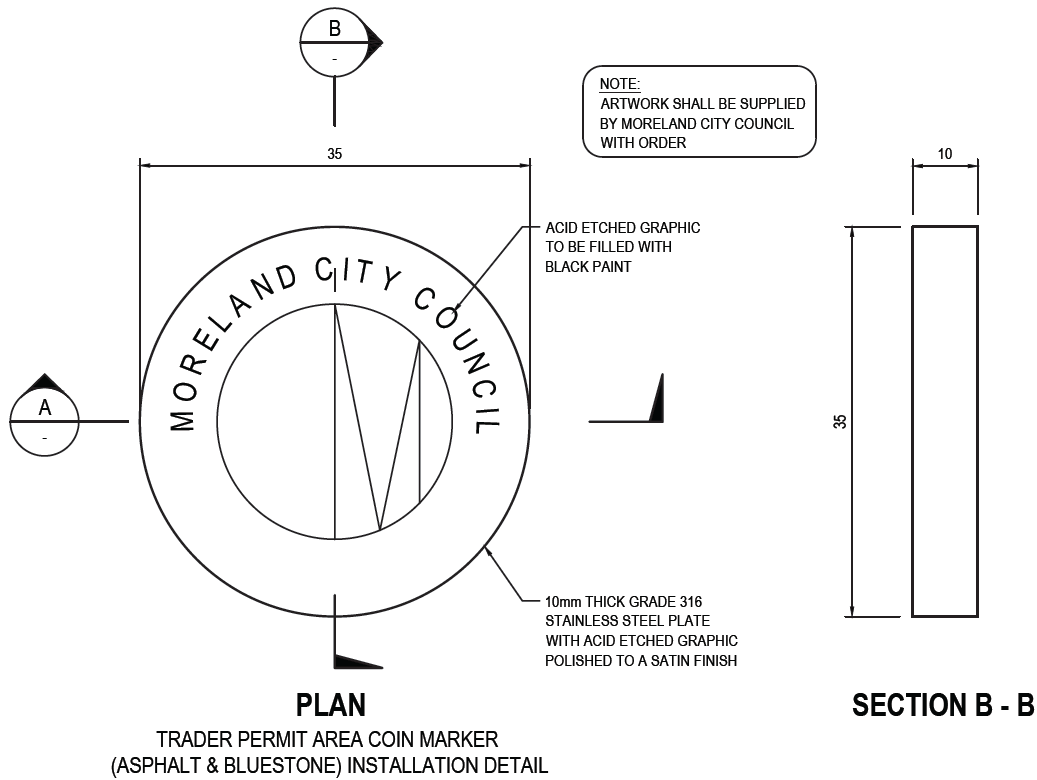 B
-
NOTE:
ARTWORK SHALL BE SUPPLIED
BY MORELAND CITY COUNCIL
WITH ORDER
35
10
ACID ETCHED GRAPHIC
TO BE FILLED WITH
BLACK PAINT
MORELAND CITY COUNCIL
A
-
35
10mm THICK GRADE 316
STAINLESS STEEL PLATE
WITH ACID ETCHED GRAPHIC
POLISHED TO A SATIN FINISH
PLAN
TRADER PERMIT AREA COIN MARKER
(ASPHALT & BLUESTONE) INSTALLATION DETAIL
SECTION B - B